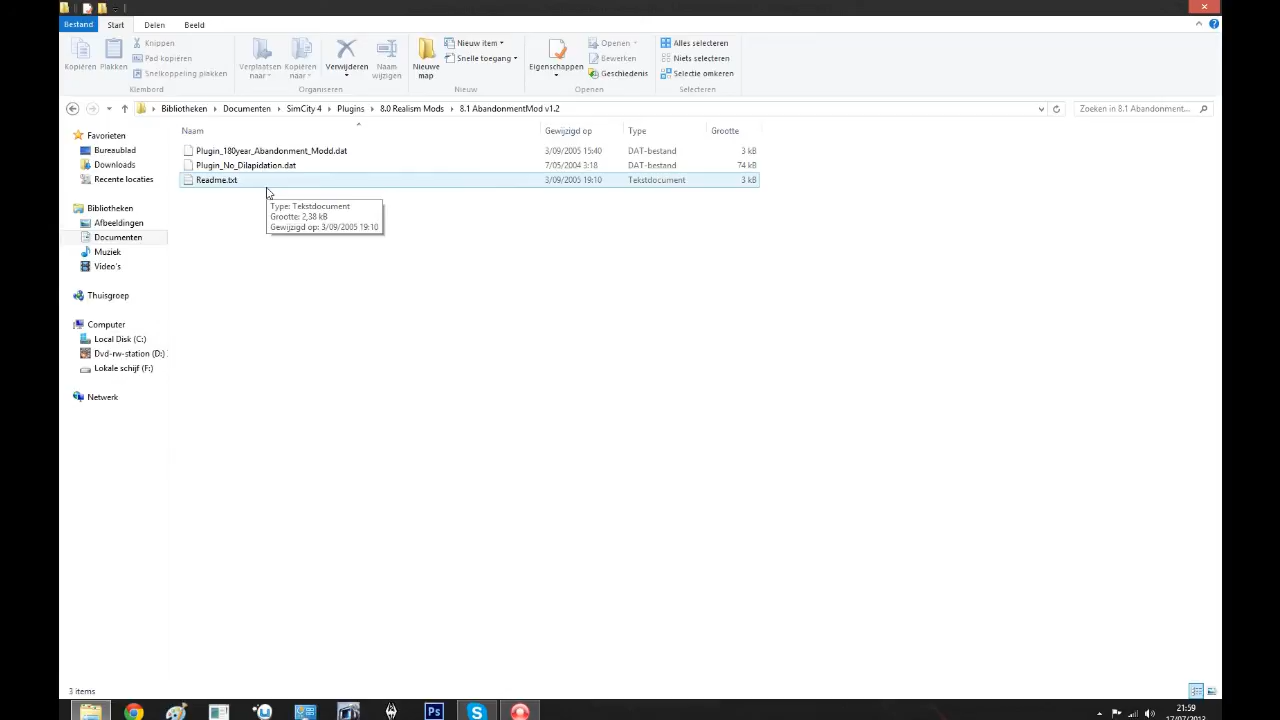 Bestand Start Delen Beeld
Kopiëren
Plakken
Knippen
Pad kopiëren
Snelkoppeling plakken
Klembord
Verplaatsen naar
Kopiëren naar
Verwijderen
Naam wijzigen
Organiseren
Nieuwe map
Nieuw item
Snelle toegang
Nieuw
Eigenschappen
Openen
Bewerken
Geschiedenis
Openen
Alles selecteren
Niets selecteren
Selectie omkeren
Selecteren
Bibliotheken Documenten SimCity 4 Plugins 8.0 Realism Mods 8.1 AbandonmentMod v1.2
Zoeken in 8.1 Abandonment...
Favorieten
Bureaublad
Downloads
Recente locaties
Bibliotheken
Afbeeldingen
Documenten
Muziek
Video's
Thuisgroep
Computer
Local Disk (C:)
Dvd-rw-station (D:)
Lokale schijf (F:)
Netwerk
Naam Gewijzigd op Type Grootte
Plugin_180year_Abandonment_Modd.dat 3/09/2005 15:40 DAT-bestand 3 kB
Plugin_No_Dilapidation.dat 7/05/2004 3:18 DAT-bestand 74 kB
Readme.txt 3/09/2005 19:10 Tekstdocument 3 kB
Type: Tekstdocument
Grootte: 2,38 kB
Gewijzigd op: 3/09/2005 19:10
3 items
Ps
21:59